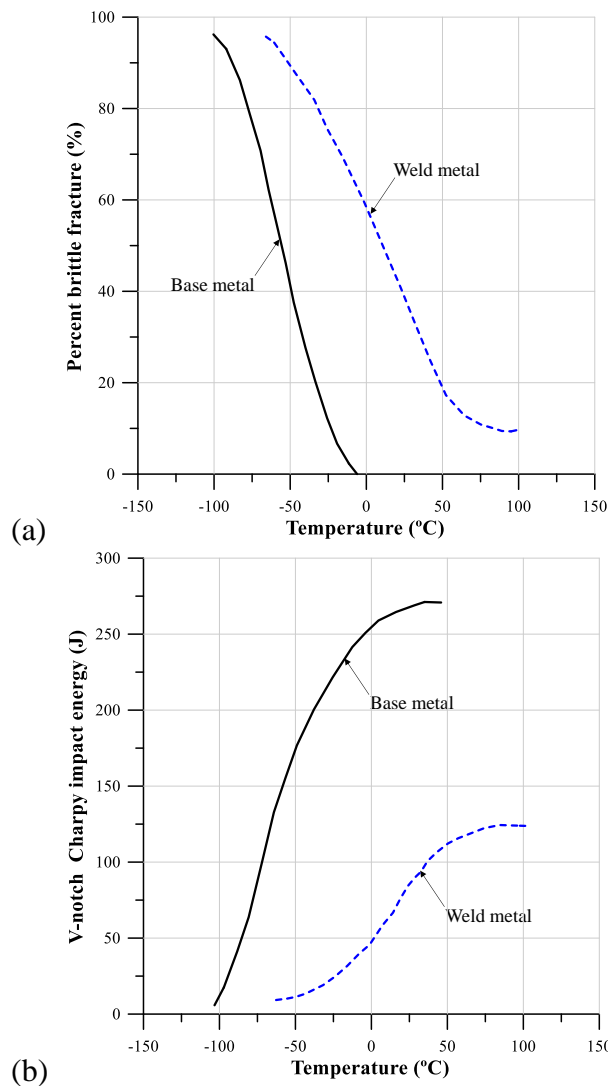 100
80
60
40
20
0
Percent brittle fracture (%)
Weld metal
Base metal
-150 -100 -50 0 50 100 150
Temperature (ºC)
(a)
300
250
200
150
100
50
0
V-notch Charpy impact energy (J)
Base metal
Weld metal
-150 -100 -50 0 50 100 150
Temperature (ºC)
(b)